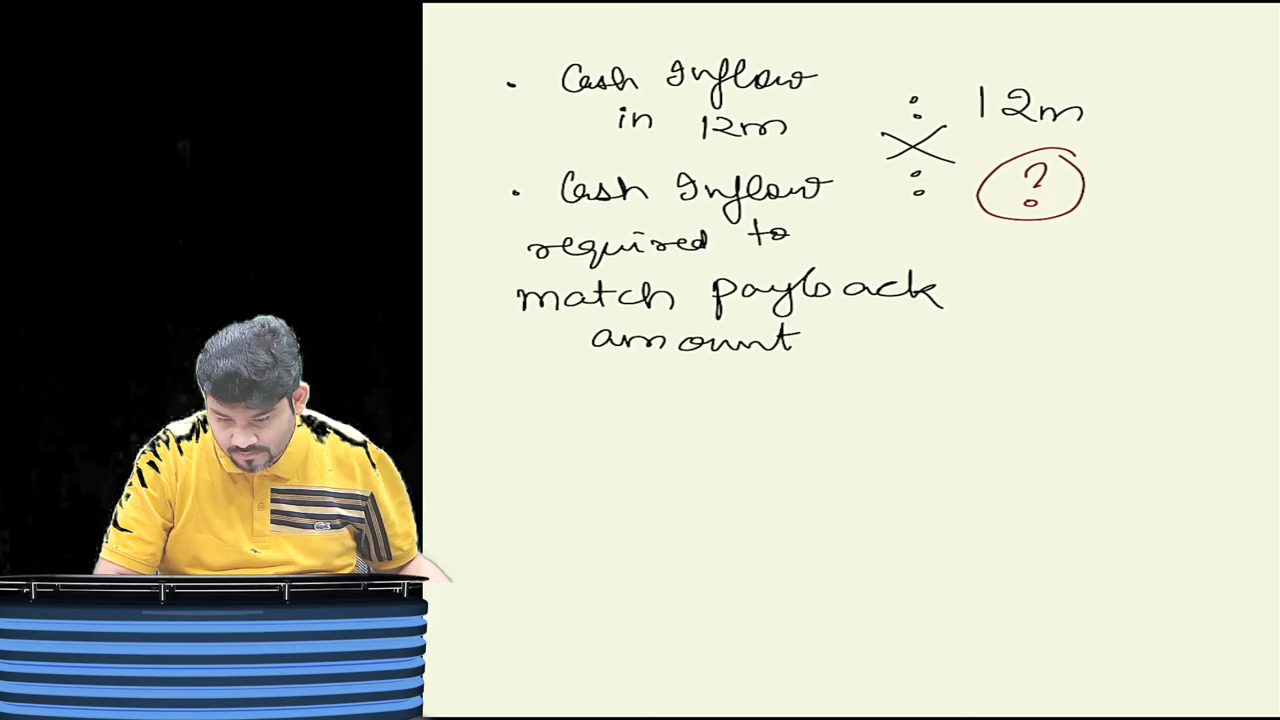 . Cash Inflow
in 12m
: 12m
. Cash Inflow
: ?
required to
match payback
amount